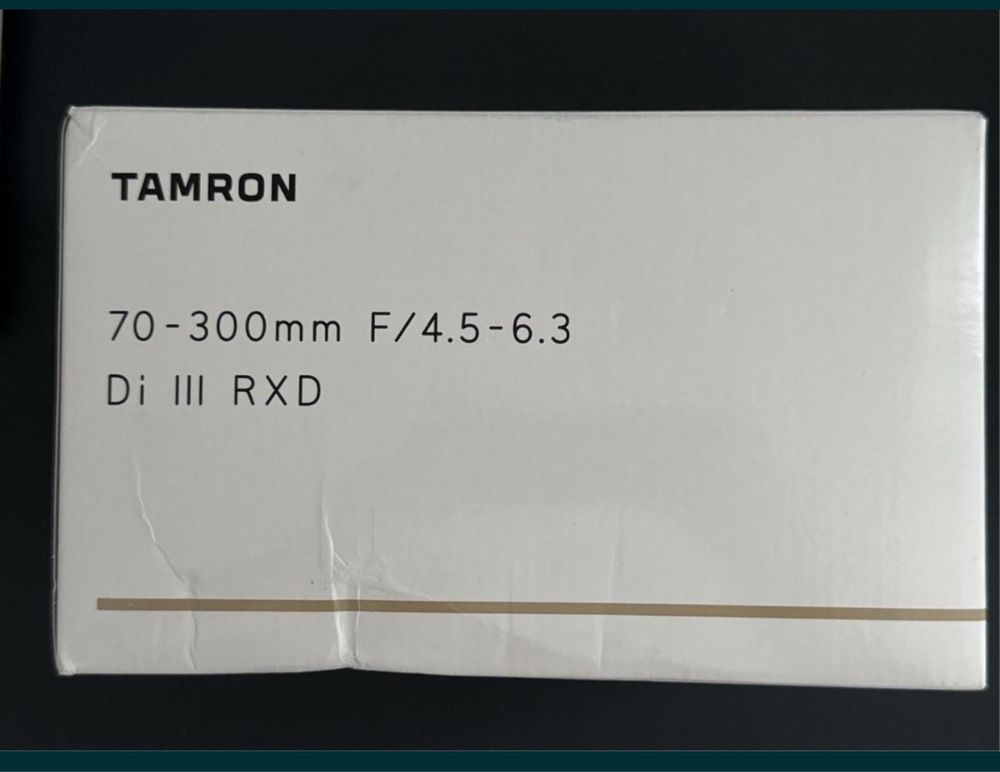 TAMRON
70-300mm F/4.5-6.3
Di III RXD